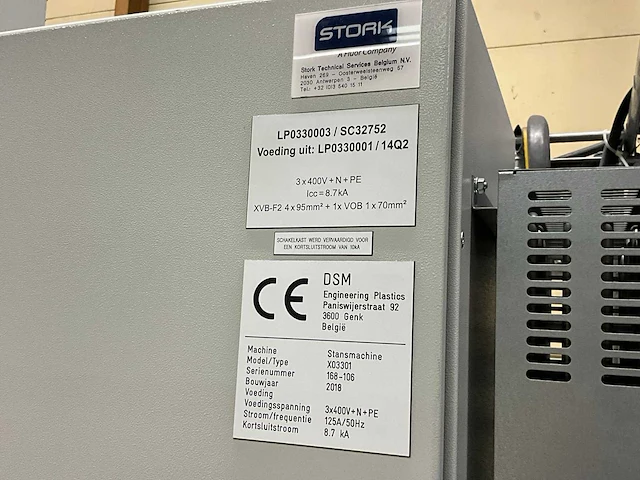 STORK
A Fluor Company
Stork Technical Services Belgium N.V.
Haven 269 - Oosterweelsteenweg 57
2030 Antwerpen 3 - België
Tel.: +32 (0)3 540 15 11
LP0330003 / SC32752
Voeding uit: LP0330001 / 14Q2
3 x 400V + N + PE
Icc = 8.7kA
XVB-F2 4 x 95mm² + 1x VOB 1 x 70mm²
SCHAKELKAST WERD VERVAARDIGD VOOR
EEN KORTSLUITSTROOM VAN 10kA
CE
DSM
Engineering Plastics
Paniswijerstraat 92
3600 Genk
België
Machine Stansmachine
Model/Type X03301
Serienummer 168-106
Bouwjaar 2018
Voeding
Voedingsspanning 3x400V+N+PE
Stroom/frequentie 125A/50Hz
Kortsluitstroom 8.7 kA